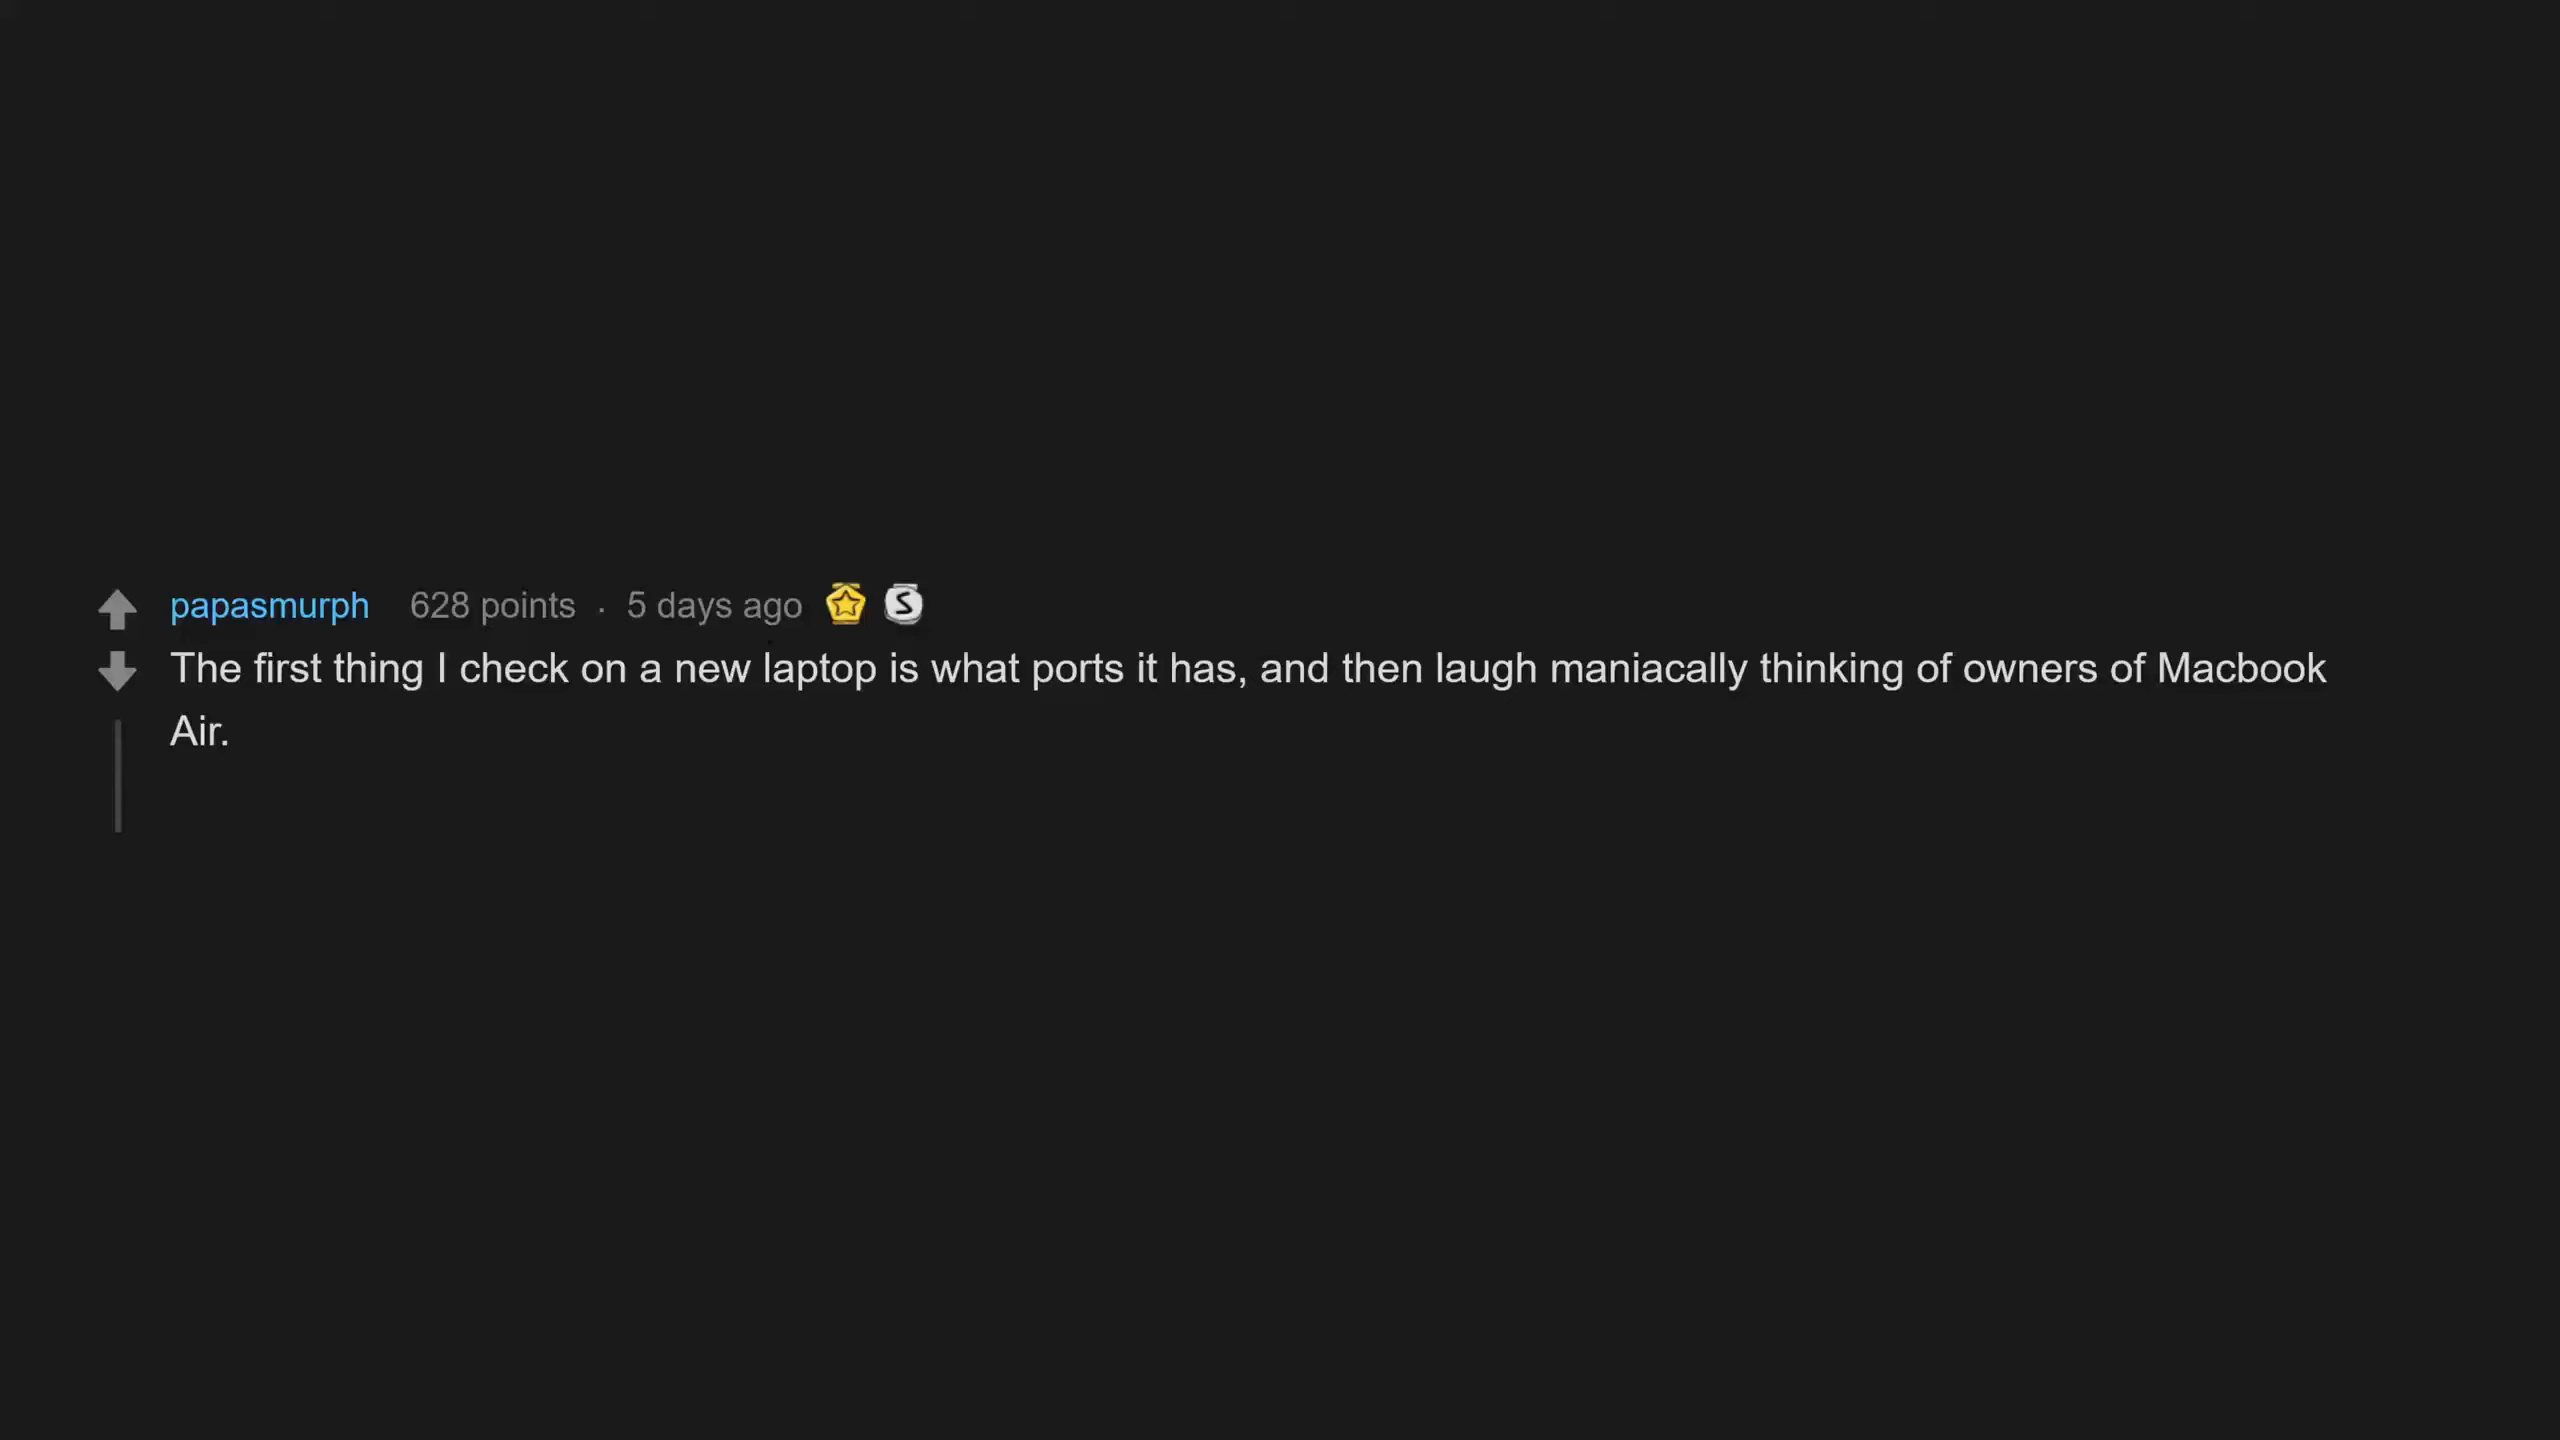 papasmurph 628 points · 5 days ago
The first thing I check on a new laptop is what ports it has, and then laugh maniacally thinking of owners of Macbook
Air.